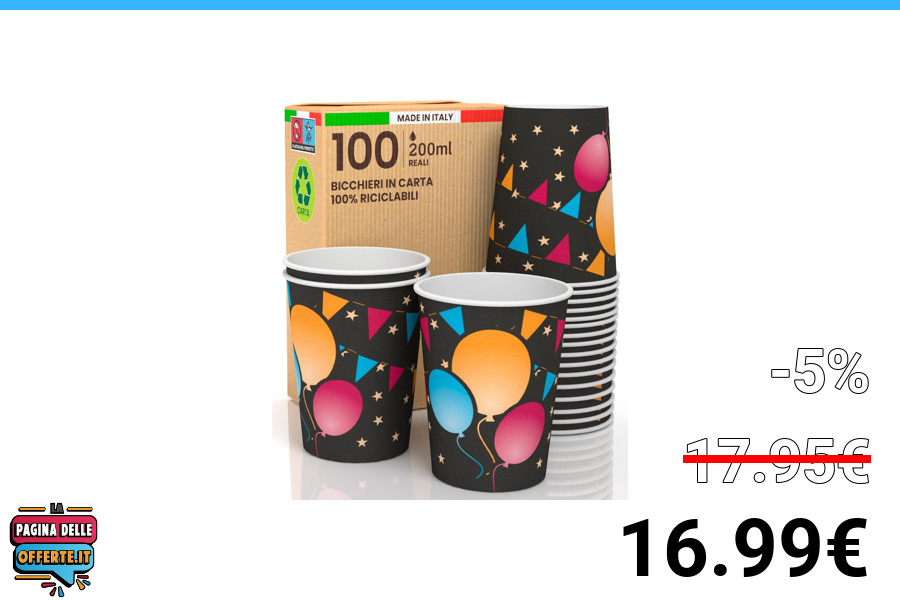 MADE IN ITALY
100
200ml
REALI
BICCHIERI IN CARTA
100% RICICLABILI
CARTA
-5%
17.95€
16.99€
LA
PAGINA DELLE
OFFERTE.IT